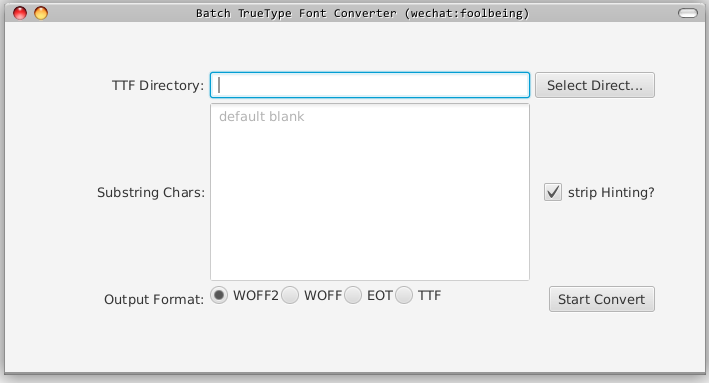 Batch TrueType Font Converter (wechat:foolbeing)
TTF Directory:
Select Direct...
default blank
Substring Chars:
strip Hinting?
Output Format:
WOFF2 WOFF EOT TTF
Start Convert